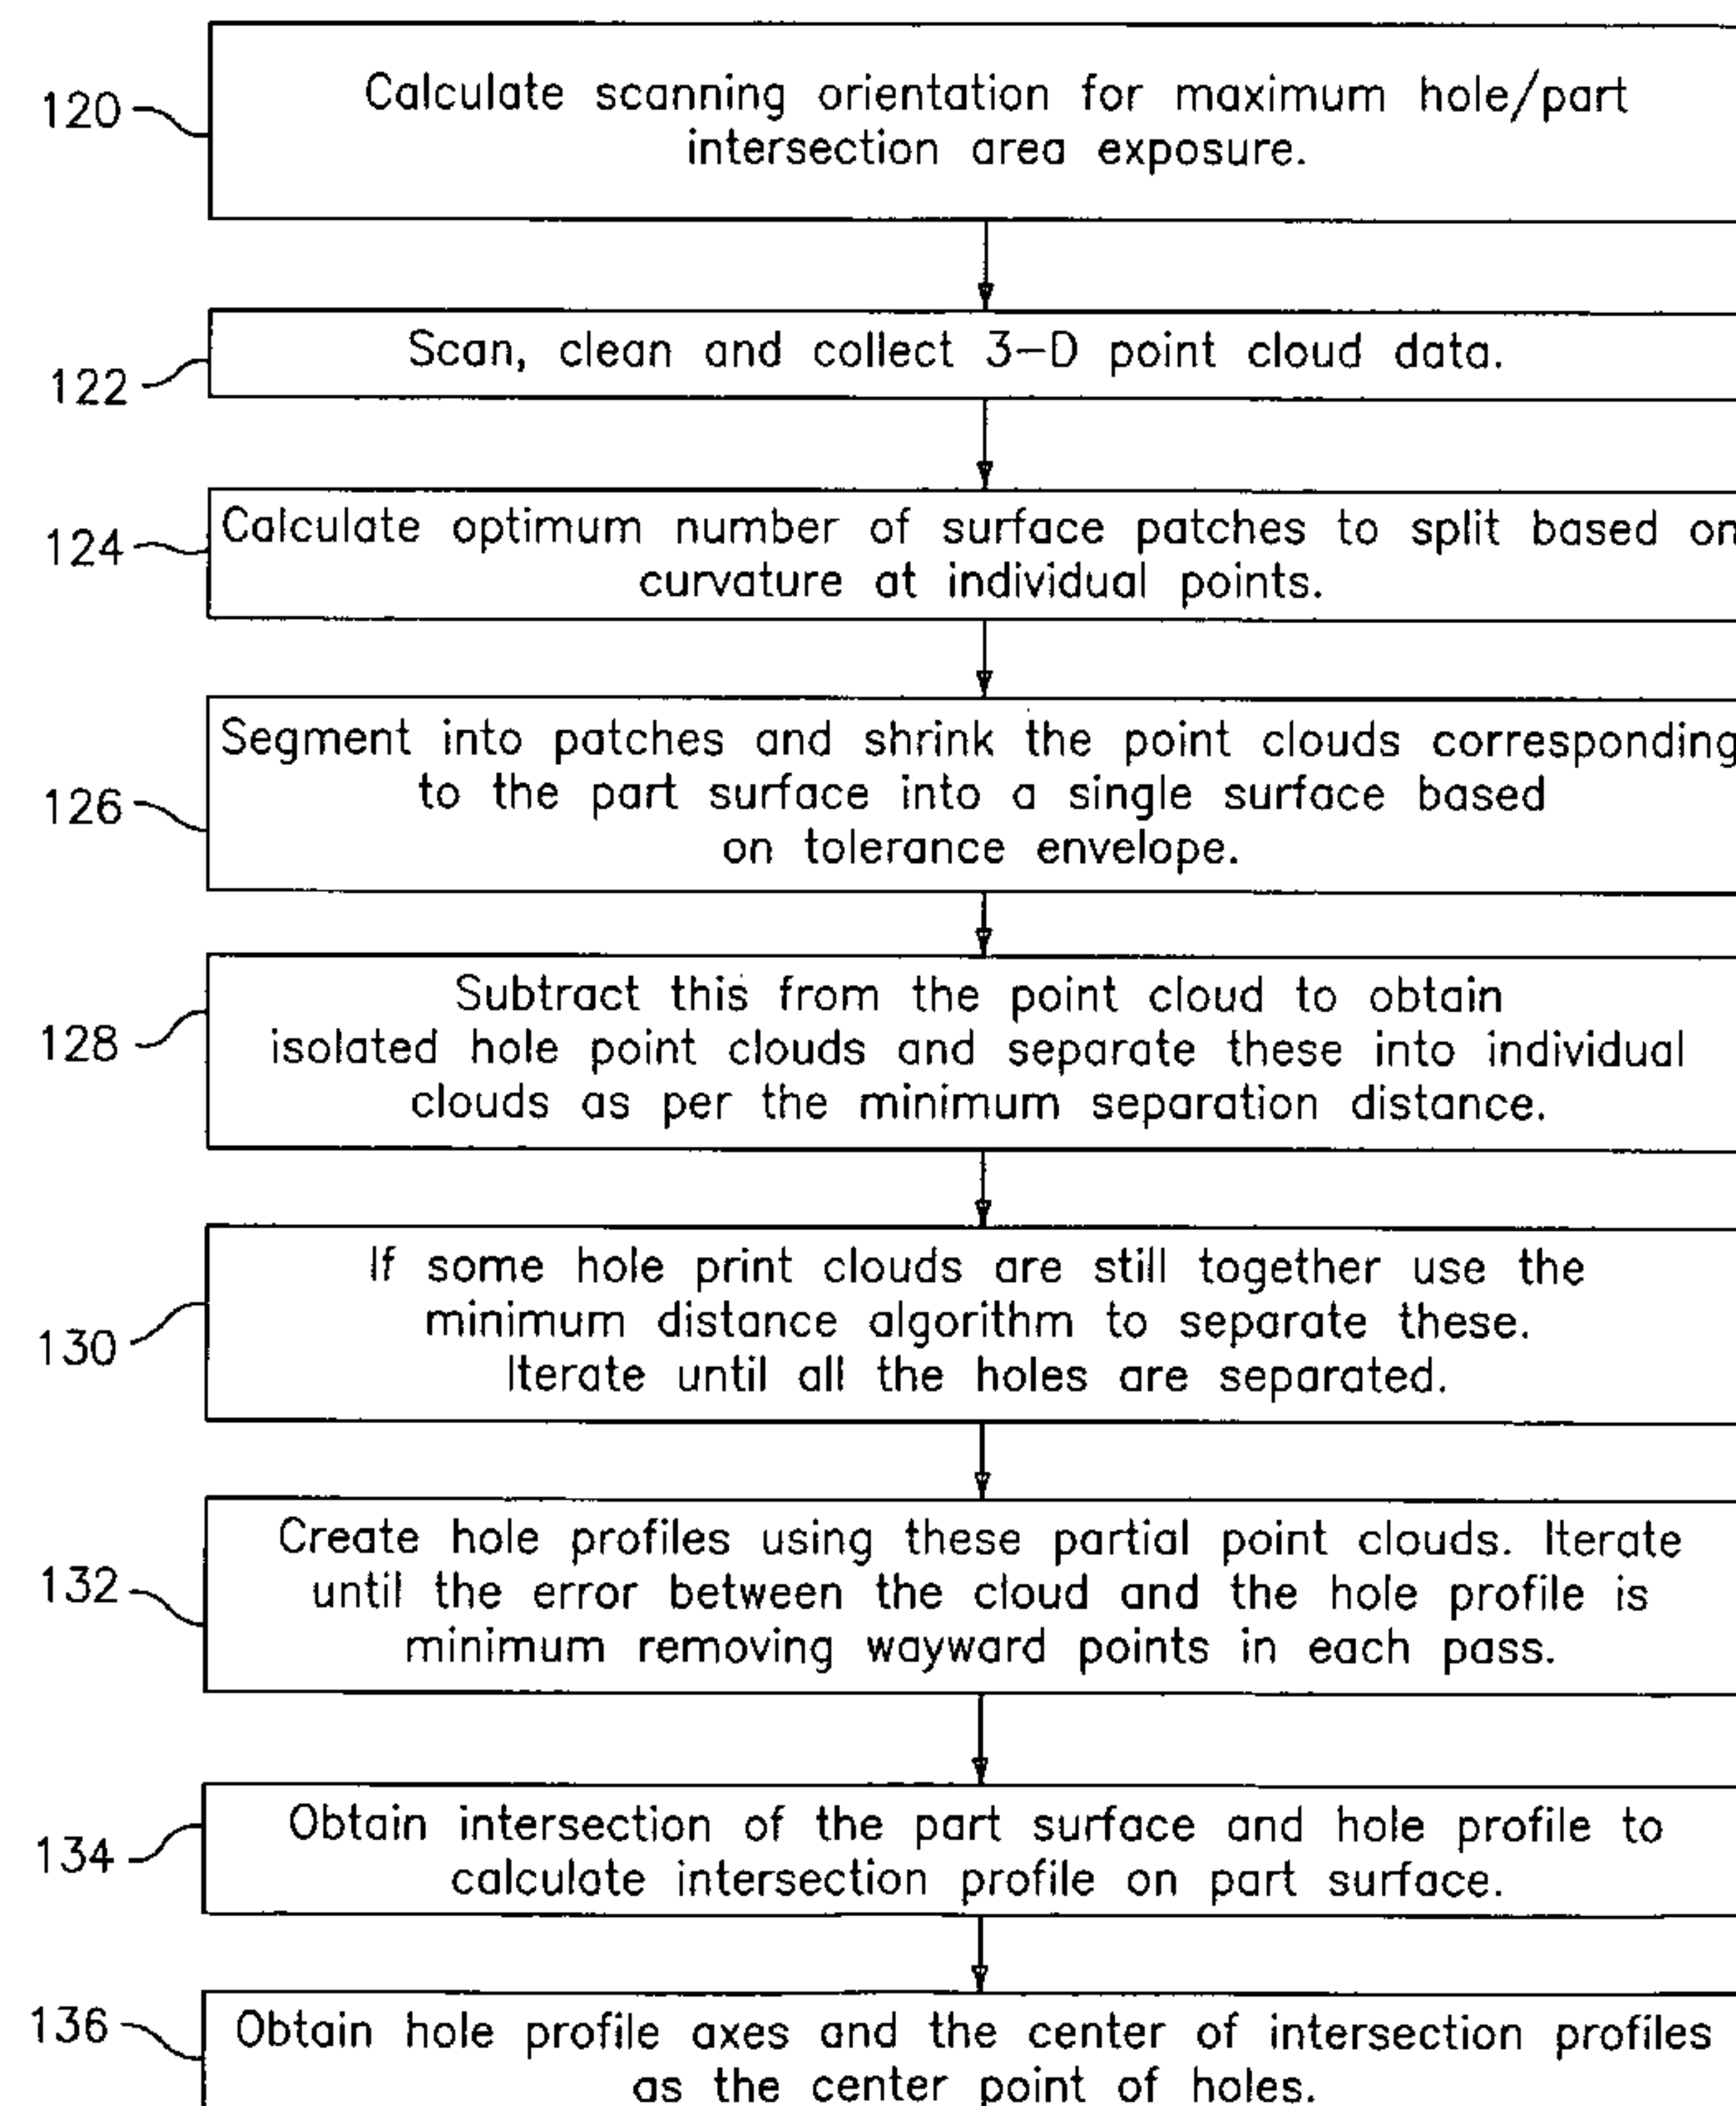 120
Calculate scanning orientation for maximum hole/part
intersection area exposure.
122
Scan, clean and collect 3-D point cloud data.
124
Calculate optimum number of surface patches to split based on
curvature at individual points.
126
Segment into patches and shrink the point clouds corresponding
to the part surface into a single surface based
on tolerance envelope.
128
Subtract this from the point cloud to obtain
isolated hole point clouds and separate these into individual
clouds as per the minimum separation distance.
130
If some hole print clouds are still together use the
minimum distance algorithm to separate these.
Iterate until all the holes are separated.
132
Create hole profiles using these partial point clouds. Iterate
until the error between the cloud and the hole profile is
minimum removing wayward points in each pass.
134
Obtain intersection of the part surface and hole profile to
calculate intersection profile on part surface.
136
Obtain hole profile axes and the center of intersection profiles
as the center point of holes.